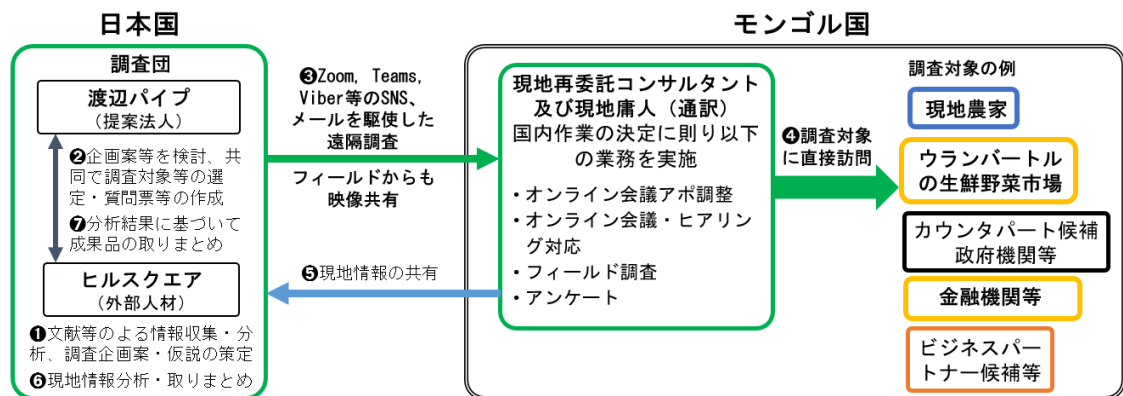 日本国
調査団
渡辺パイプ
(提案法人)
❷企画案等を検討、共
同で調査対象等の選
定・質問票等の作成
❼分析結果に基づいて
成果品の取りまとめ
ヒルスクエア
(外部人材)
❶文献等のよる情報収集・分
析、調査企画案・仮説の策定
❻現地情報分析・取りまとめ
❸Zoom, Teams,
Viber等のSNS、
メールを駆使した
遠隔調査
フィールドからも
映像共有
❺現地情報の共有
モンゴル国
現地再委託コンサルタント
及び現地庸人（通訳）
国内作業の決定に則り以下
の業務を実施
・オンライン会議アポ調整
・オンライン会議・ヒアリン
グ対応
・フィールド調査
・アンケート
❹調査対象
に直接訪問
調査対象の例
現地農家
ウランバートル
の生鮮野菜市場
カウンタパート候補
政府機関等
金融機関等
ビジネスパー
トナー候補等